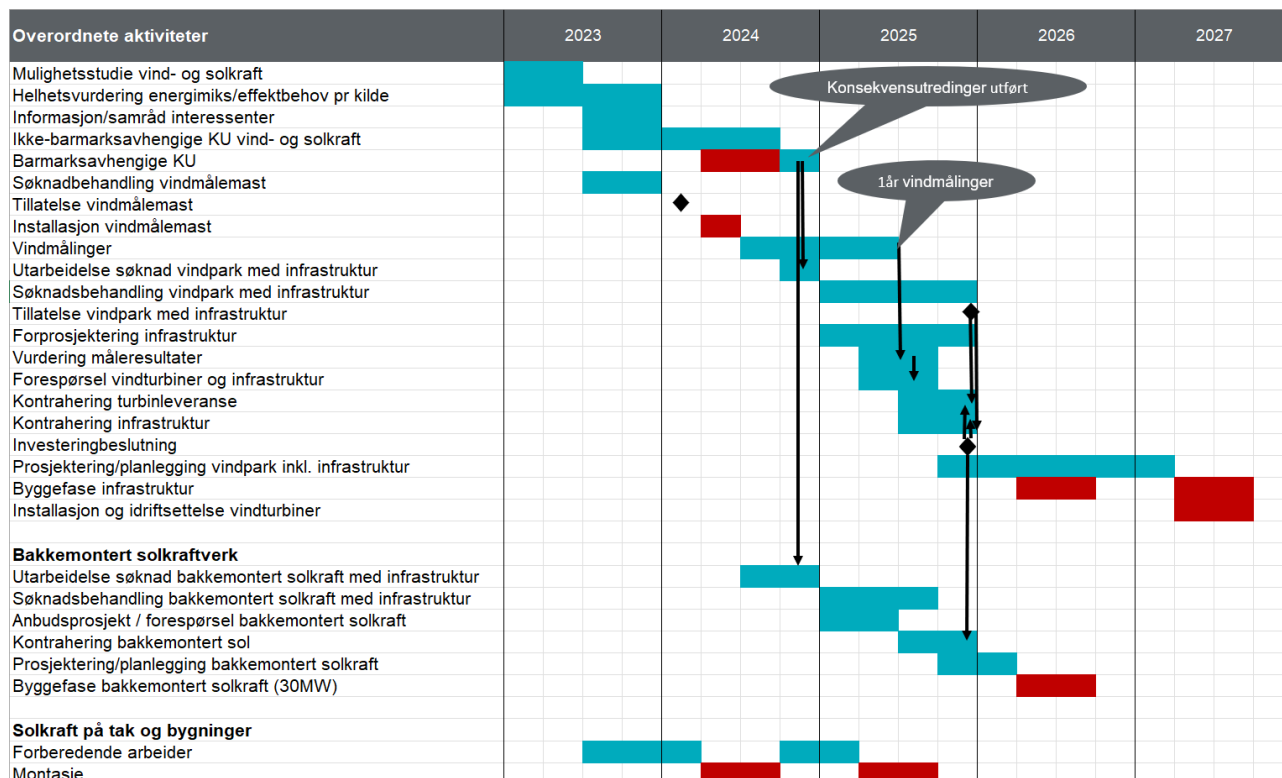 Overordnete aktiviteter 2023 2024 2025 2026 2027
Mulighetsstudie vind- og solkraft
Helhetsvurdering energimiks/effektbehov pr kilde
Konsekvensutredinger utført
Informasjon/samråd interessenter
Ikke-barmarksavhengige KU vind- og solkraft
Barmarksavhengige KU
Søknadbehandling vindmålemast
1år vindmålinger
Tillatelse vindmålemast
Installasjon vindmålemast
Vindmålinger
Utarbeidelse søknad vindpark med infrastruktur
Søknadsbehandling vindpark med infrastruktur
Tillatelse vindpark med infrastruktur
Forprosjektering infrastruktur
Vurdering måleresultater
Forespørsel vindturbiner og infrastruktur
Kontrahering turbinleveranse
Kontrahering infrastruktur
Investeringbeslutning
Prosjektering/planlegging vindpark inkl. infrastruktur
Byggefase infrastruktur
Installasjon og idriftsettelse vindturbiner
Bakkemontert solkraftverk
Utarbeidelse søknad bakkemontert solkraft med infrastruktur
Søknadsbehandling bakkemontert solkraft med infrastruktur
Anbudsprosjekt / forespørsel bakkemontert solkraft
Kontrahering bakkemontert sol
Prosjektering/planlegging bakkemontert solkraft
Byggefase bakkemontert solkraft (30MW)
Solkraft på tak og bygninger
Forberedende arbeider
Montasje